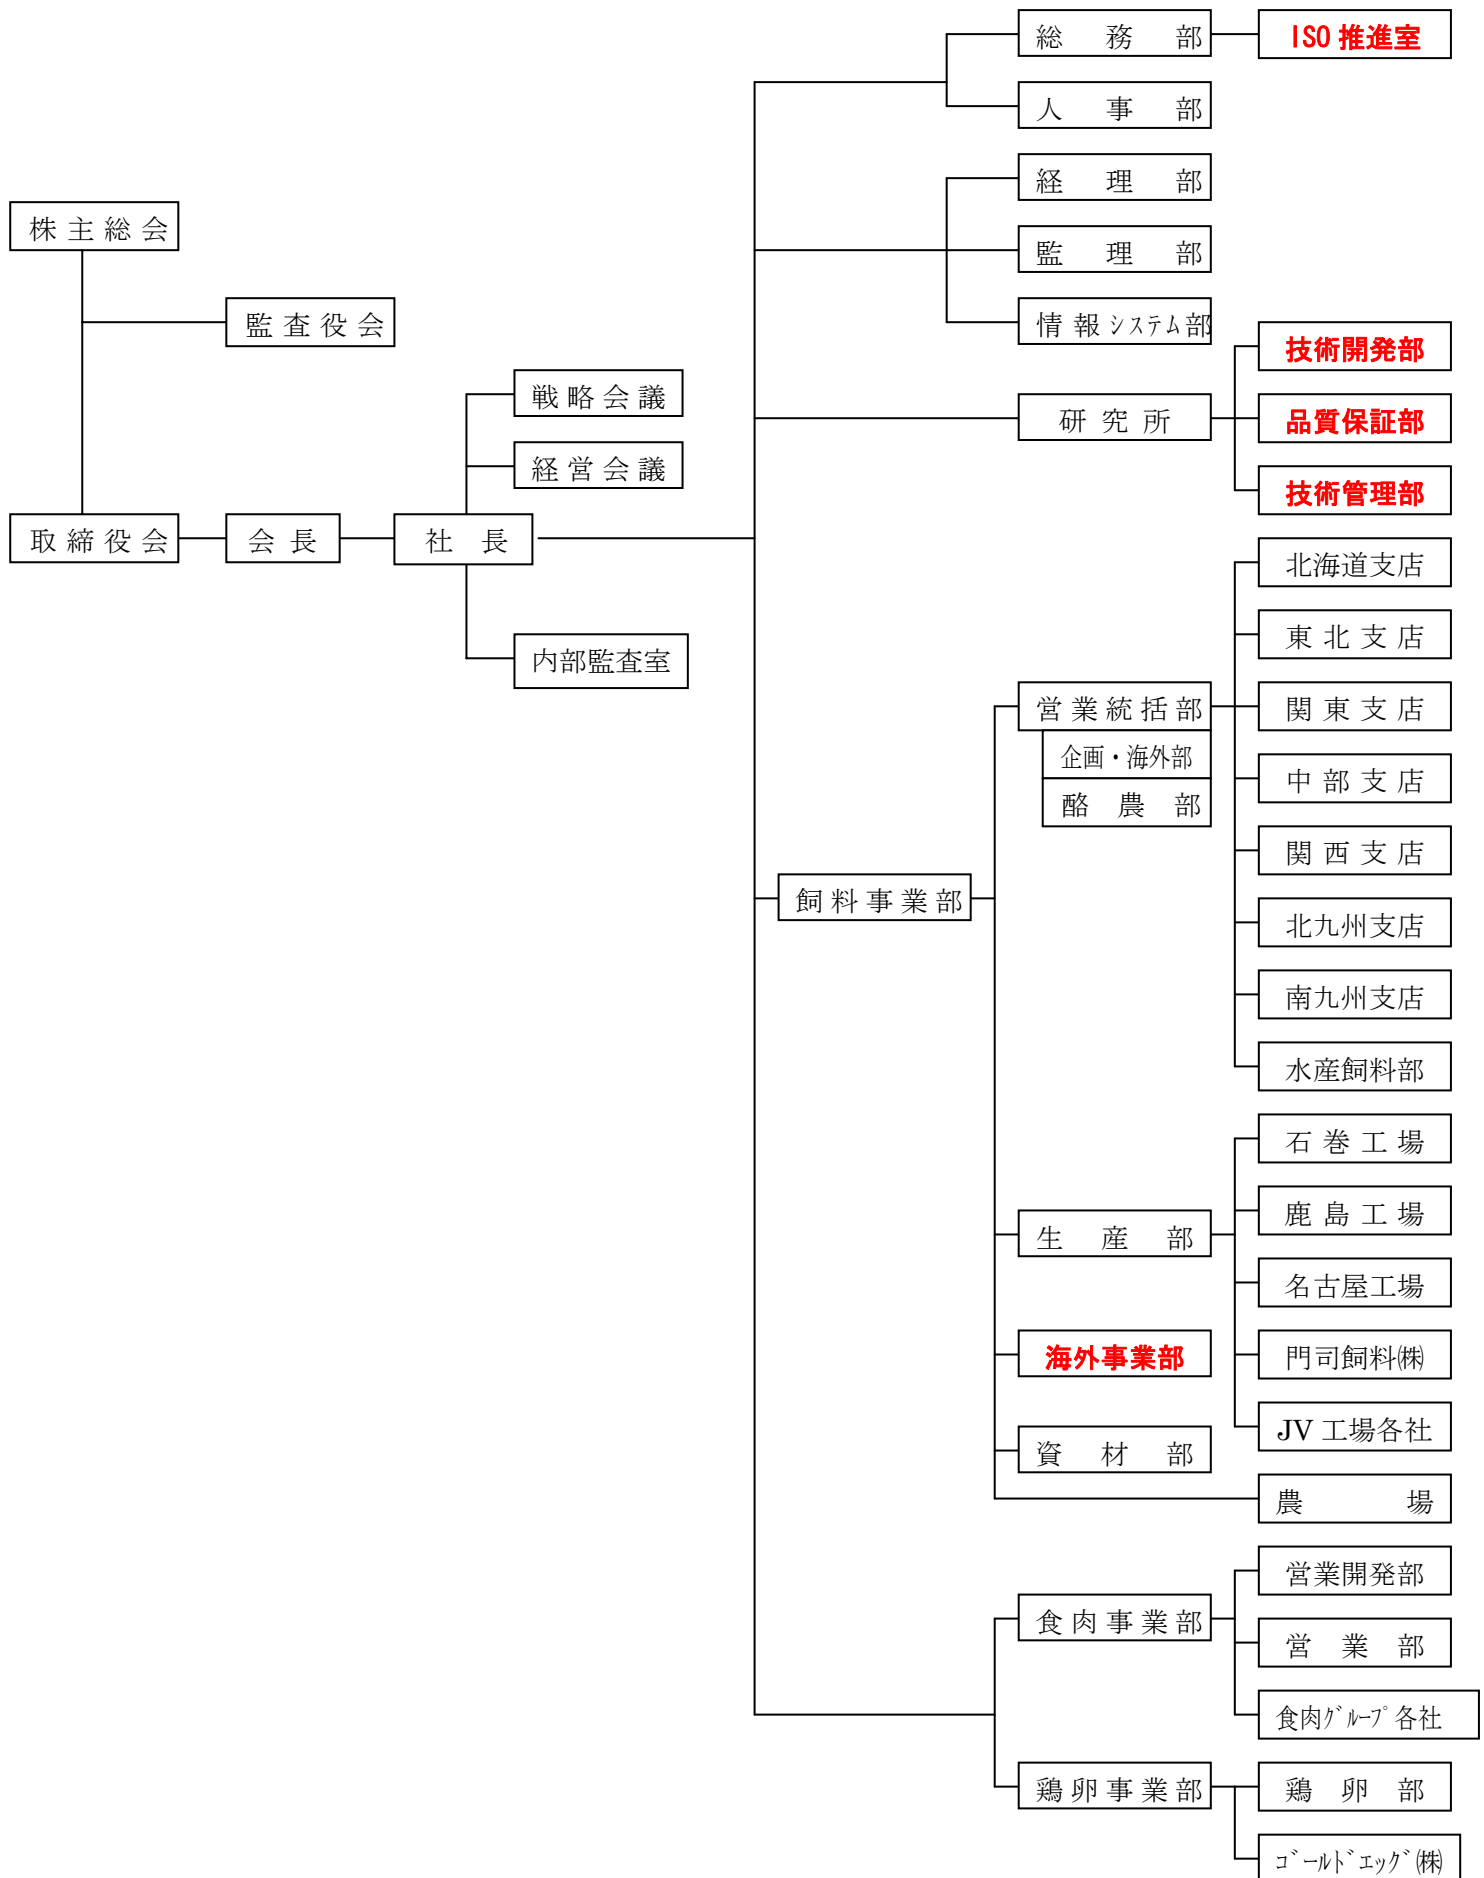 総務部
ISO推進室
人事部
経理部
株主総会
監理部
監査役会
情報システム部
技術開発部
戦略会議
研究所
品質保証部
経営会議
技術管理部
取締役会
会長
社長
北海道支店
東北支店
内部監査室
営業統括部
関東支店
企画・海外部
中部支店
酪農部
関西支店
飼料事業部
北九州支店
南九州支店
水産飼料部
石巻工場
鹿島工場
生産部
名古屋工場
海外事業部
門司飼料㈱
JV工場各社
資材部
農場
営業開発部
食肉事業部
営業部
食肉グループ各社
鶏卵事業部
鶏卵部
ゴールドエッグ㈱